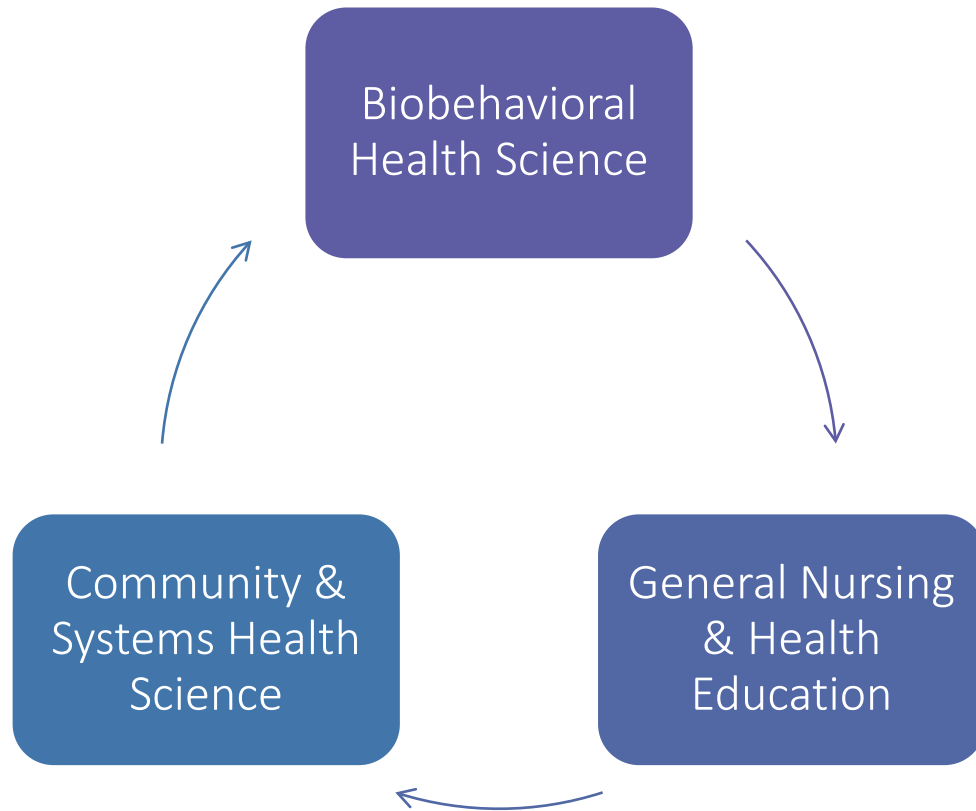 Biobehavioral
Health Science
Community &
Systems Health
Science
General Nursing
& Health
Education